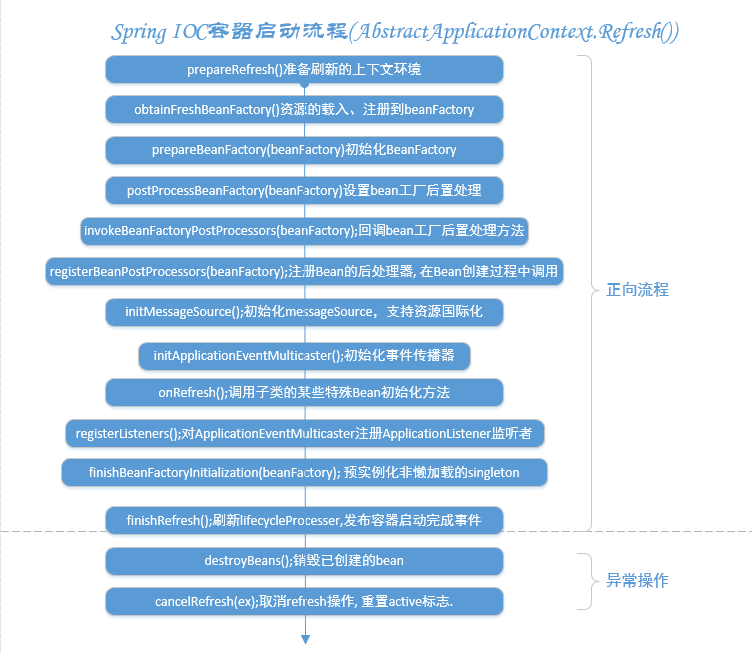 Spring IOC容器启动流程(AbstractApplicationContext.Refresh())
prepareRefresh()准备刷新的上下文环境
obtainFreshBeanFactory()资源的载入、注册到beanFactory
prepareBeanFactory(beanFactory)初始化BeanFactory
postProcessBeanFactory(beanFactory)设置bean工厂后置处理
invokeBeanFactoryPostProcessors(beanFactory);回调bean工厂后置处理方法
registerBeanPostProcessors(beanFactory);注册Bean的后处理器, 在Bean创建过程中调用
正向流程
initMessageSource();初始化messageSource，支持资源国际化
initApplicationEventMulticaster();初始化事件传播器
onRefresh();调用子类的某些特殊Bean初始化方法
registerListeners();对ApplicationEventMulticaster注册ApplicationListener监听者
finishBeanFactoryInitialization(beanFactory); 预实例化非懒加载的singleton
finishRefresh();刷新lifecycleProcesser,发布容器启动完成事件
destroyBeans();销毁已创建的bean
异常操作
cancelRefresh(ex);取消refresh操作, 重置active标志.